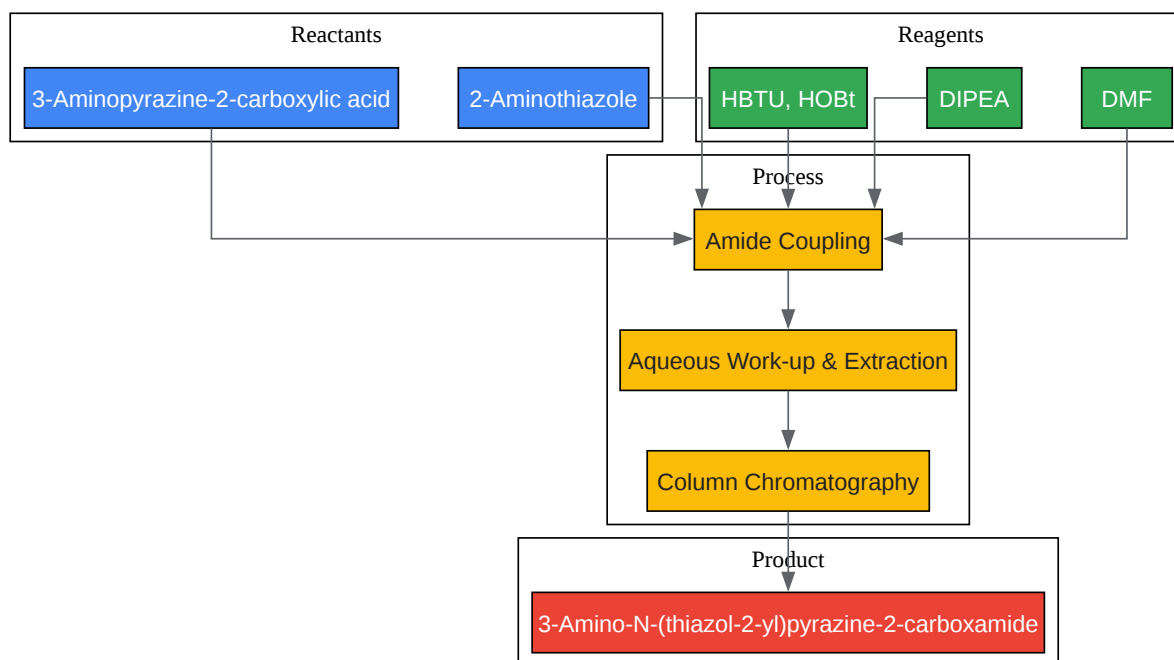 Reactants
Reagents
3-Aminopyrazine-2-carboxylic acid
2-Aminothiazole
HBTU, HOBt
DIPEA
DMF
Process
Amide Coupling
Aqueous Work-up & Extraction
Column Chromatography
Product
3-Amino-N-(thiazol-2-yl)pyrazine-2-carboxamide